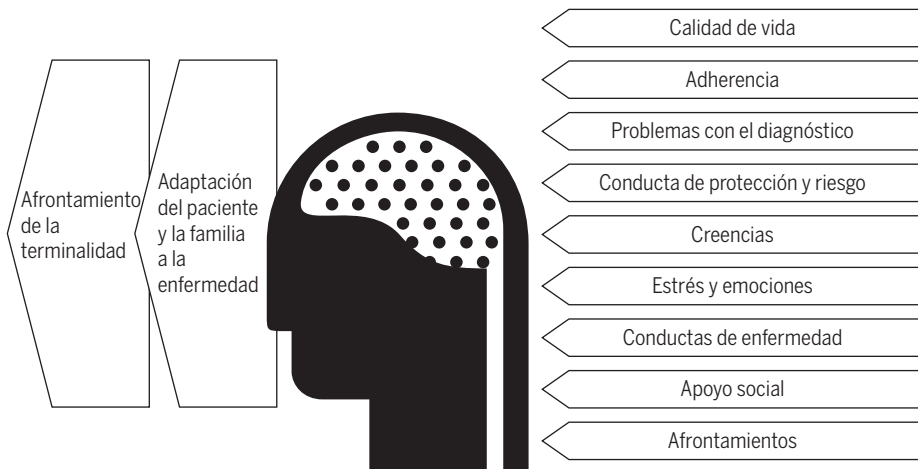 Afrontamiento
de la
terminalidad
Adaptación
del paciente
y la familia
a la
enfermedad
Calidad de vida
Adherencia
Problemas con el diagnóstico
Conducta de protección y riesgo
Creencias
Estrés y emociones
Conductas de enfermedad
Apoyo social
Afrontamientos